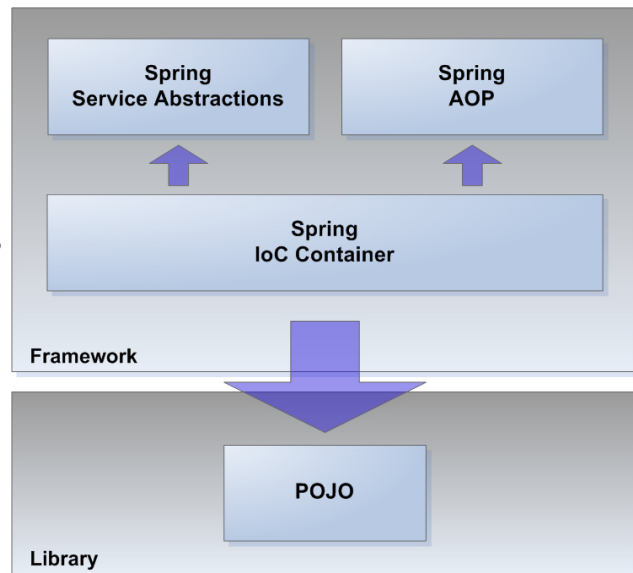 Spring
Service Abstractions
Spring
AOP
Spring
IoC Container
Framework
POJO
Library